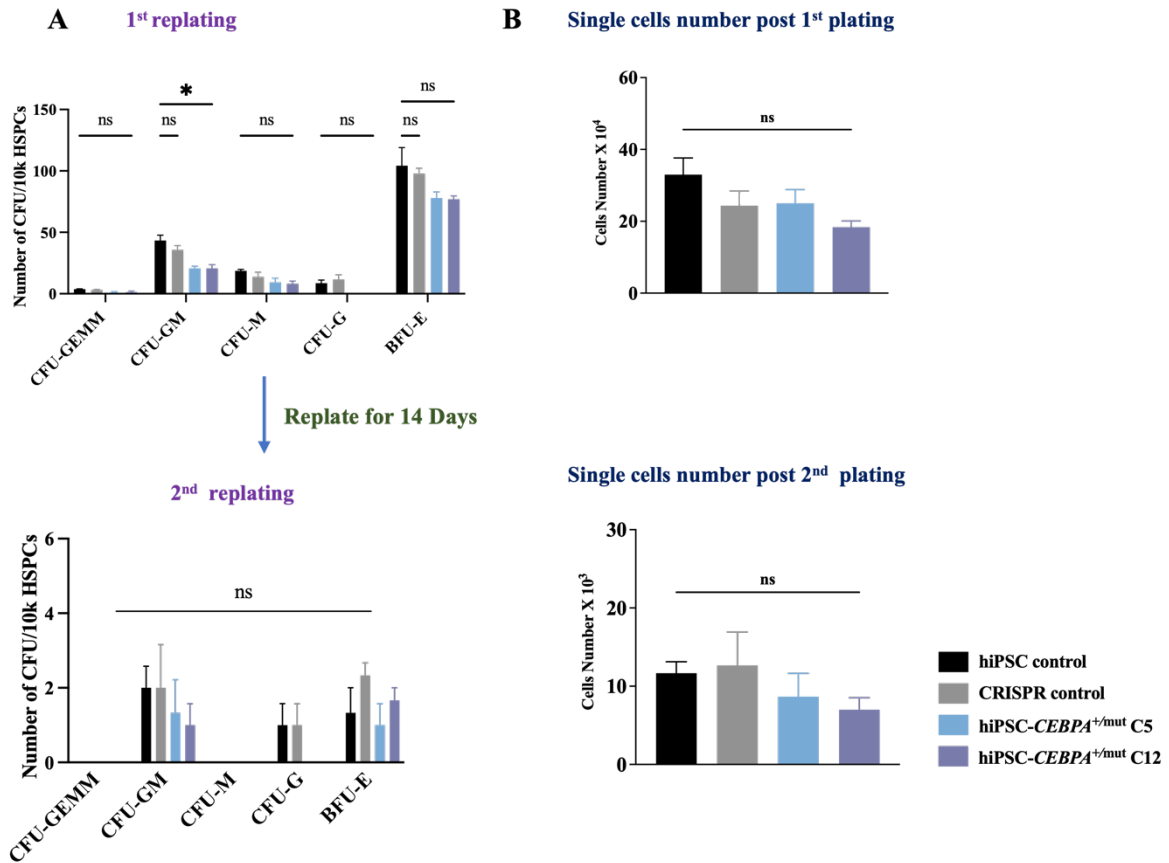 A
1st replating
Number of CFU/10k HSPCs
150
100
50
0
ns
ns
*
ns
ns
ns
ns
CFU-GEMM
CFU-GM
CFU-M
CFU-G
BFU-E
Replate for 14 Days
2nd replating
Number of CFU/10k HSPCs
6
4
2
0
ns
CFU-GEMM
CFU-GM
CFU-M
CFU-G
BFU-E
B
Single cells number post 1st plating
Cells Number X 10⁴
60
40
20
0
ns
Single cells number post 2nd plating
Cells Number X 10³
30
20
10
0
ns
hiPSC control
CRISPR control
hiPSC-CEBPA+/mut C5
hiPSC-CEBPA+/mut C12